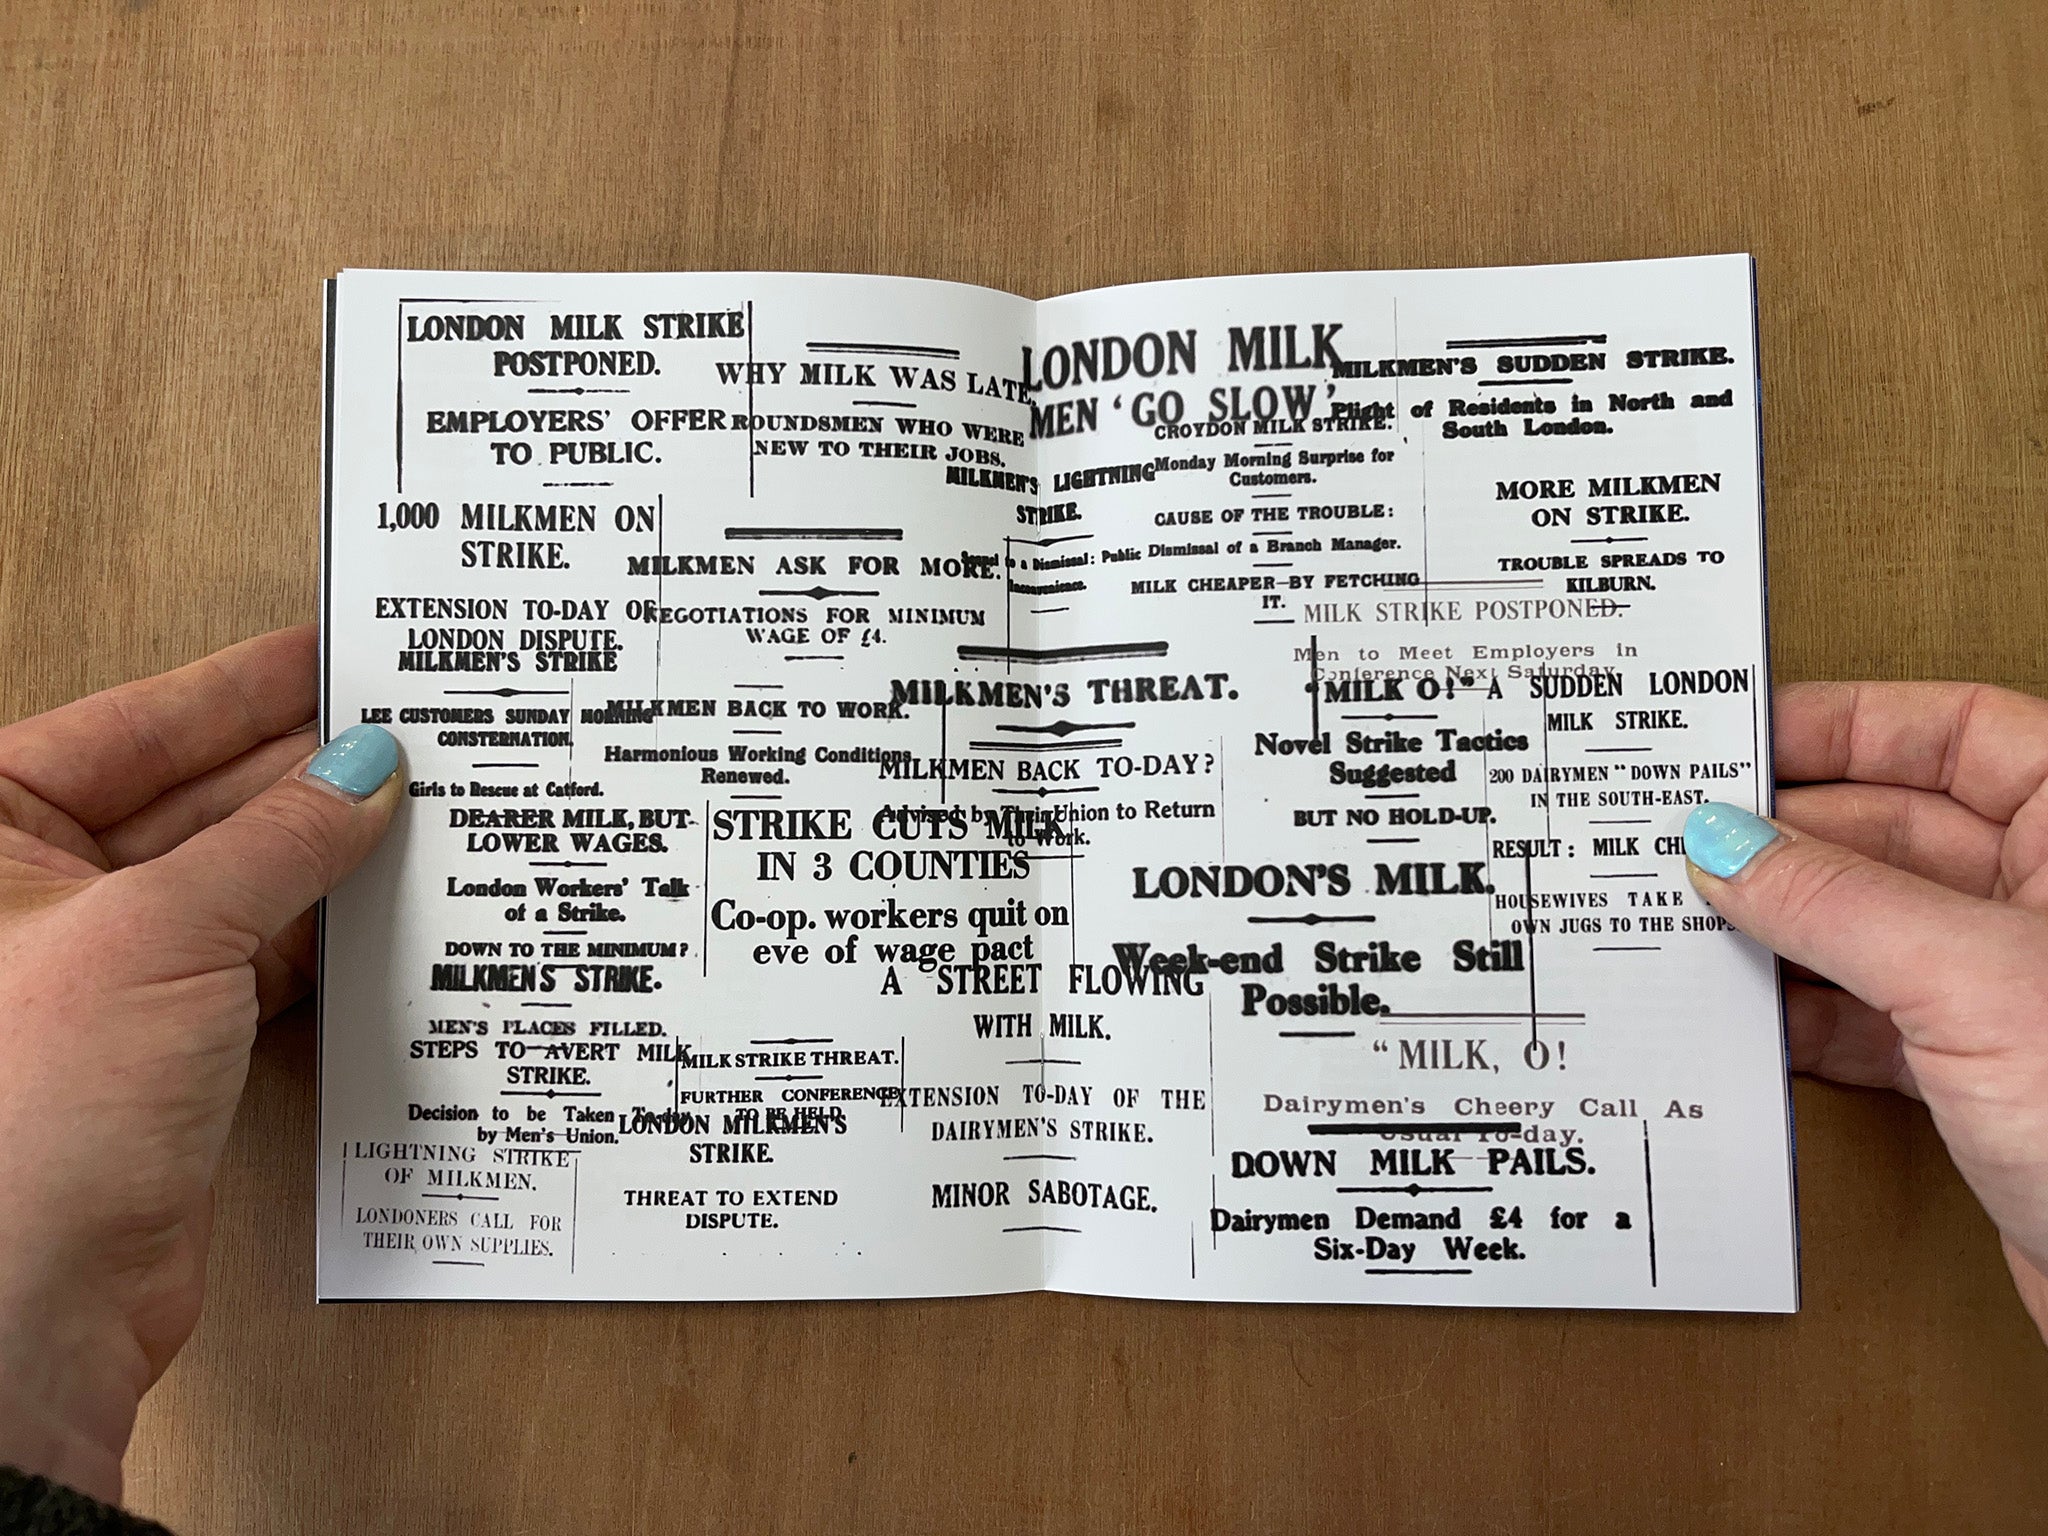 LONDON MILK STRIKE
POSTPONED.
EMPLOYERS' OFFER
TO PUBLIC.
1,000 MILKMEN ON
STRIKE.
EXTENSION TO-DAY OF
LONDON DISPUTE.
MILKMEN'S STRIKE
LEE CUSTOMERS SUNDAY MORNING
CONSTERNATION.
Girls to Rescue at Catford.
DEARER MILK, BUT
LOWER WAGES.
London Workers' Talk
of a Strike.
DOWN TO THE MINIMUM?
MILKMEN'S STRIKE.
MEN'S PLACES FILLED.
STEPS TO AVERT MILK
STRIKE.
Decision to be Taken To-day
by Men's Union.
LIGHTNING STRIKE
OF MILKMEN.
LONDONERS CALL FOR
THEIR OWN SUPPLIES.
WHY MILK WAS LATE.
ROUNDSMEN WHO WERE
NEW TO THEIR JOBS.
MILKMEN ASK FOR MORE.
NEGOTIATIONS FOR MINIMUM
WAGE OF £4.
MILKMEN BACK TO WORK.
Harmonious Working Conditions
Renewed.
STRIKE CUTS MILK
IN 3 COUNTIES
Co-op. workers quit on
eve of wage pact
MILK STRIKE THREAT.
FURTHER CONFERENCE
TO BE HELD.
LONDON MILKMEN'S
STRIKE.
THREAT TO EXTEND
DISPUTE.
LONDON MILK
MEN 'GO SLOW'
MILKMEN'S LIGHTNING
STRIKE.
to a Dismissal: Public
Inconvenience.
MILKMEN'S THREAT.
MILKMEN BACK TO-DAY?
Advised by Their Union to Return
to Work.
A STREET FLOWING
WITH MILK.
EXTENSION TO-DAY OF THE
DAIRYMEN'S STRIKE.
MINOR SABOTAGE.
CROYDON MILK STRIKE.
Monday Morning Surprise for
Customers.
CAUSE OF THE TROUBLE:
Dismissal of a Branch Manager.
MILK CHEAPER BY FETCHING
IT.
MILKMEN'S SUDDEN STRIKE.
Plight of Residents in North and
South London.
MORE MILKMEN
ON STRIKE.
TROUBLE SPREADS TO
KILBURN.
MILK STRIKE POSTPONED.
Men to Meet Employers in
Conference Next Saturday.
"MILK O!"
Novel Strike Tactics
Suggested
BUT NO HOLD-UP.
A SUDDEN LONDON
MILK STRIKE.
200 DAIRYMEN "DOWN PAILS"
IN THE SOUTH-EAST.
RESULT: MILK
HOUSEWIVES TAKE
OWN JUGS TO THE SHOPS.
LONDON'S MILK.
Week-end Strike Still
Possible.
"MILK, O!
Dairymen's Cheery Call As
Usual To-day.
DOWN MILK PAILS.
Dairymen Demand £4 for a
Six-Day Week.